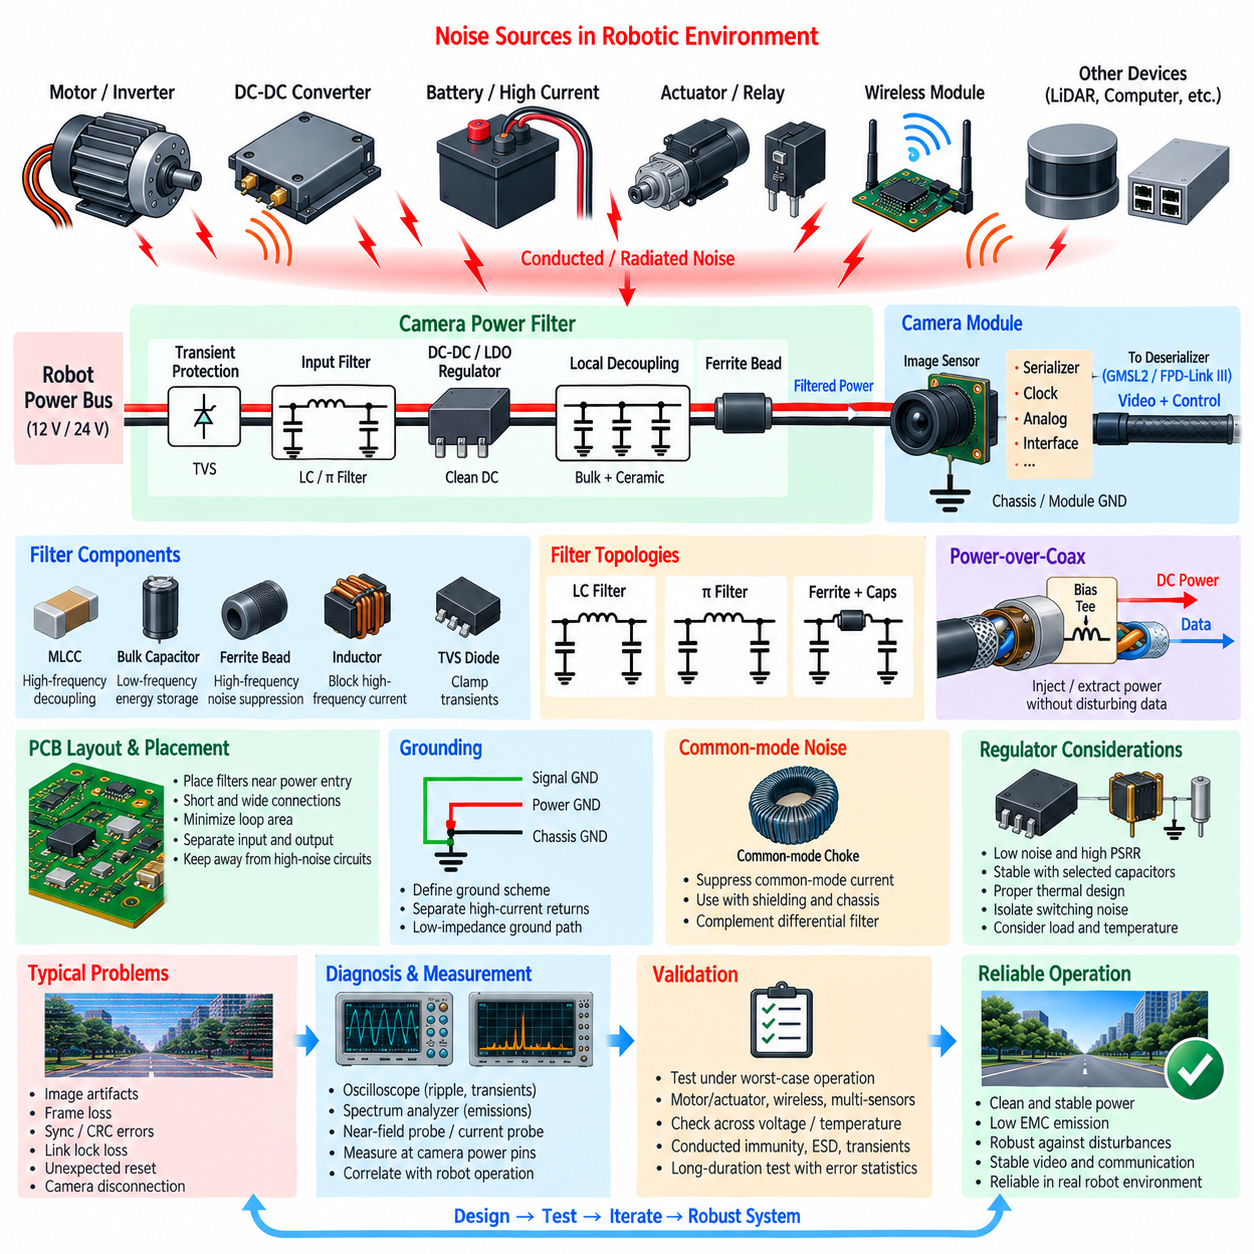 Noise Sources in Robotic Environment
Motor / Inverter
DC-DC Converter
Battery / High Current
Actuator / Relay
Wireless Module
Other Devices
(LiDAR, Computer, etc.)
Conducted / Radiated Noise
Robot
Power Bus
(12 V / 24 V)
Camera Power Filter
Transient
Protection
TVS
Input Filter
LC / π Filter
DC-DC / LDO
Regulator
Clean DC
Local Decoupling
Bulk + Ceramic
Ferrite Bead
Filtered Power
Camera Module
Image Sensor
• Serializer
• Clock
• Analog
• Interface
• ...
To Deserializer
(GMSL2 / FPD-Link III)
Video + Control
Chassis / Module GND
Filter Components
MLCC
High-frequency
decoupling
Bulk Capacitor
Low-frequency
energy storage
Ferrite Bead
High-frequency
noise suppression
Inductor
Block high-
frequency current
TVS Diode
Clamp
transients
Filter Topologies
LC Filter
π Filter
Ferrite + Caps
Power-over-Coax
Bias
Tee
DC Power
Data
Inject / extract power
without disturbing data
PCB Layout & Placement
• Place filters near power entry
• Short and wide connections
• Minimize loop area
• Separate input and output
• Keep away from high-noise circuits
Grounding
Signal GND
Power GND
Chassis GND
• Define ground scheme
• Separate high-current returns
• Low-impedance ground path
Common-mode Noise
Common-mode Choke
• Suppress common-mode current
• Use with shielding and chassis
• Complement differential filter
Regulator Considerations
• Low noise and high PSRR
• Stable with selected capacitors
• Proper thermal design
• Isolate switching noise
• Consider load and temperature
Typical Problems
• Image artifacts
• Frame loss
• Sync / CRC errors
• Link lock loss
• Unexpected reset
• Camera disconnection
Diagnosis & Measurement
• Oscilloscope (ripple, transients)
• Spectrum analyzer (emissions)
• Near-field probe / current probe
• Measure at camera power pins
• Correlate with robot operation
Validation
• Test under worst-case operation
• Motor/actuator, wireless, multi-sensors
• Check across voltage / temperature
• Conducted immunity, ESD, transients
• Long-duration test with error statistics
Reliable Operation
• Clean and stable power
• Low EMC emission
• Robust against disturbances
• Stable video and communication
• Reliable in real robot environment
Design → Test → Iterate → Robust System